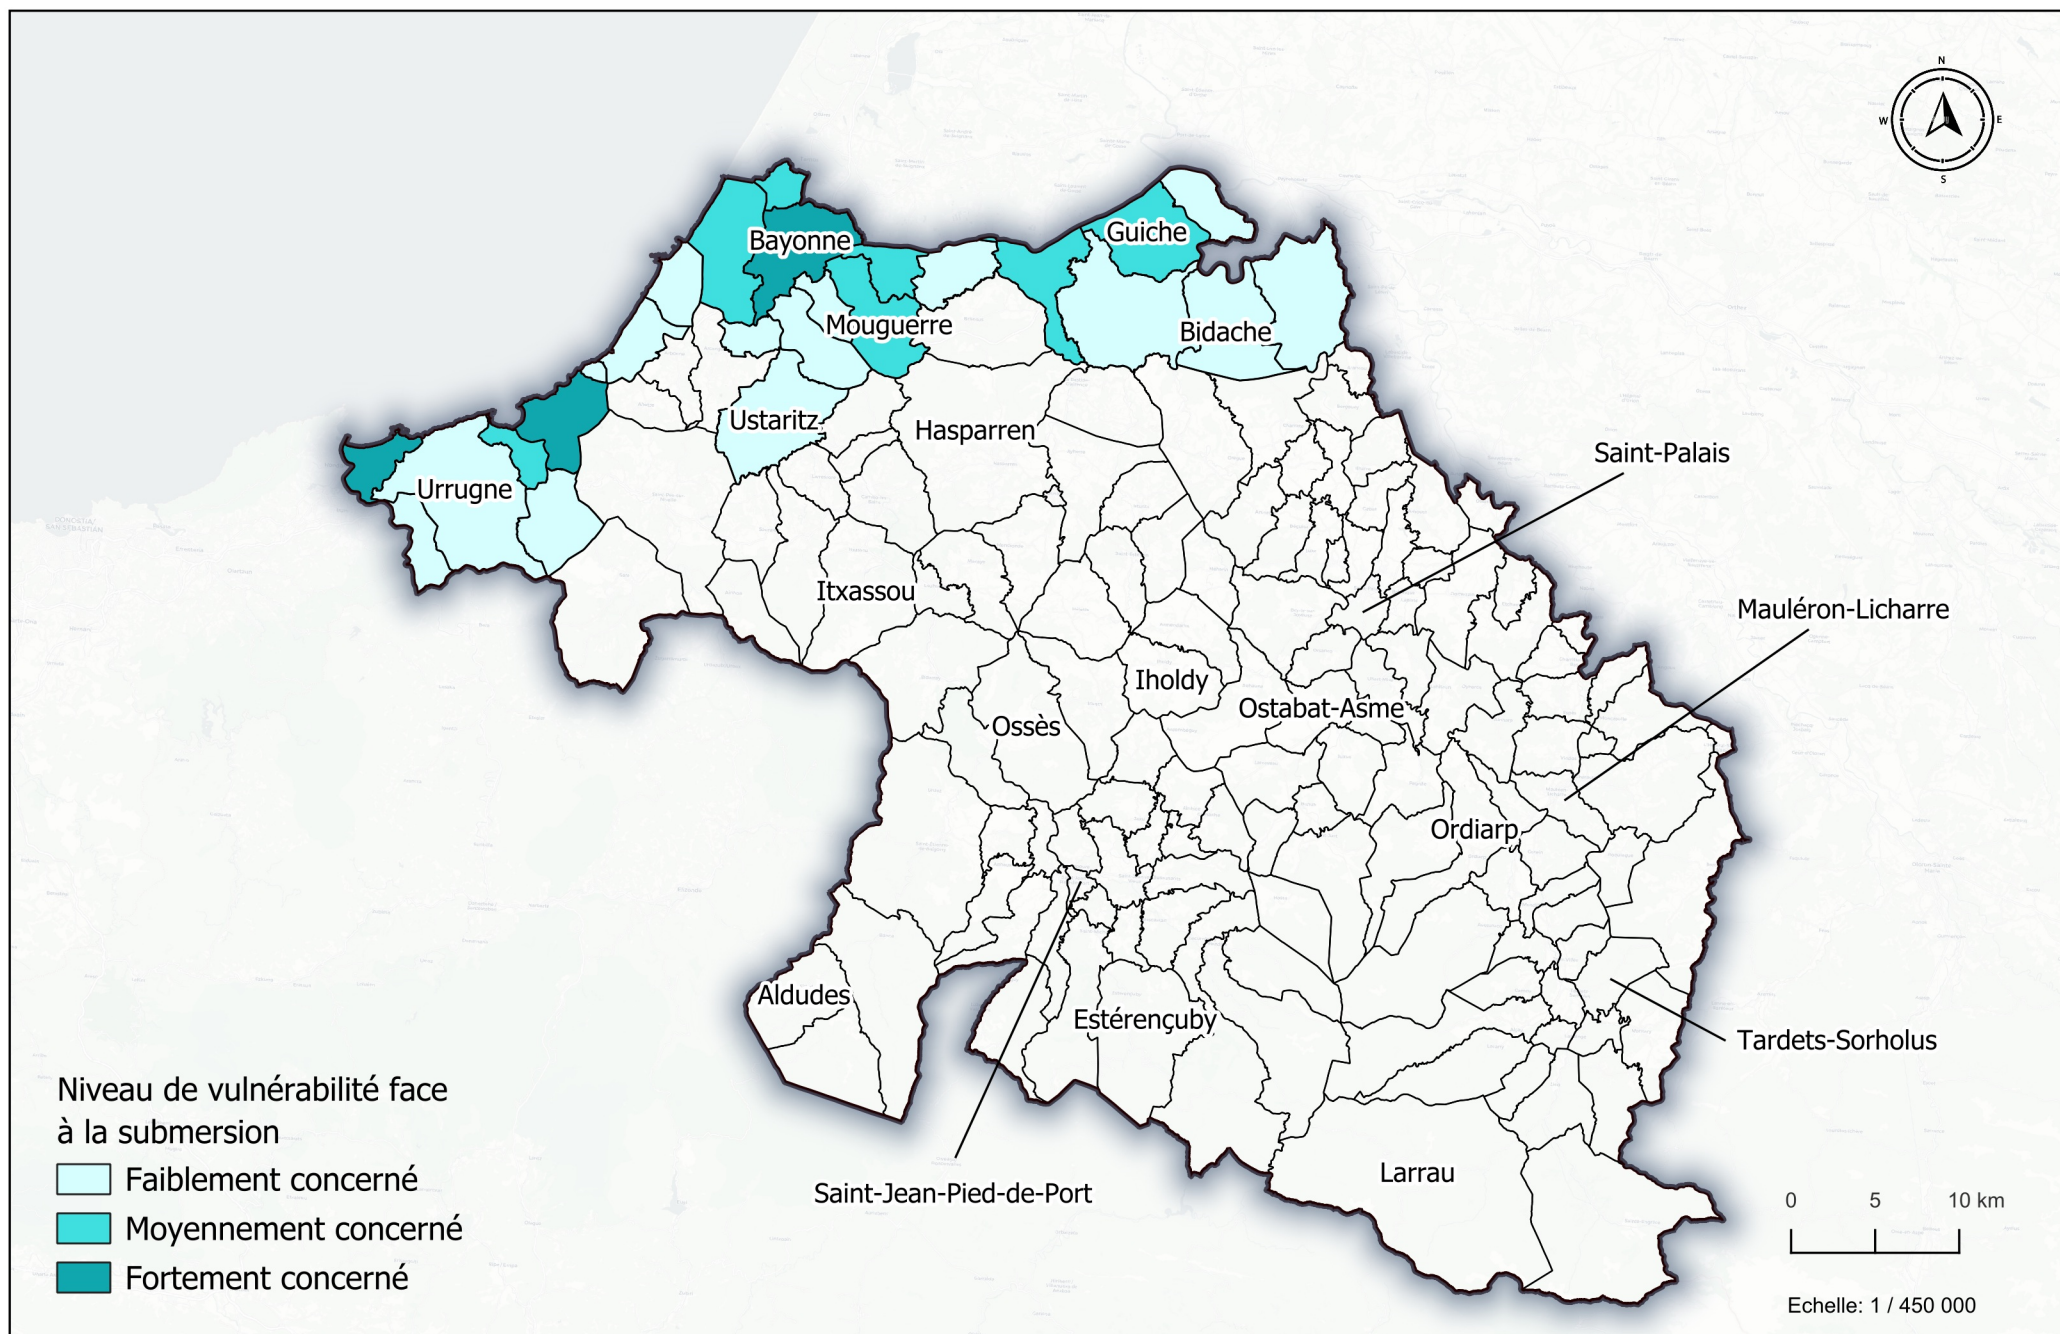 N
W
E
S
Bayonne
Guiche
Mouguerre
Bidache
Ustaritz
Hasparren
Saint-Palais
Urrugne
Itxassou
Mauléron-Licharre
Iholdy
Ostabat-Asme
Ossès
Ordiarp
Aldudes
Estérençuby
Tardets-Sorholus
Larrau
Saint-Jean-Pied-de-Port
Niveau de vulnérabilité face
à la submersion
Faiblement concerné
Moyennement concerné
Fortement concerné
0 5 10 km
Echelle: 1 / 450 000